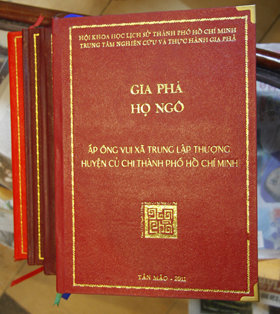 HỘI KHOA HỌC LỊCH SỬ THÀNH PHỐ HỒ CHÍ MINH
TRUNG TÂM NGHIÊN CỨU VÀ THỰC HÀNH GIA PHẢ
GIA PHẢ
HỌ NGÔ
ẤP ÔNG VUI XÃ TRUNG LẬP THƯỢNG
HUYỆN CỦ CHI THÀNH PHỐ HỒ CHÍ MINH
TÂN MÃO - 2011